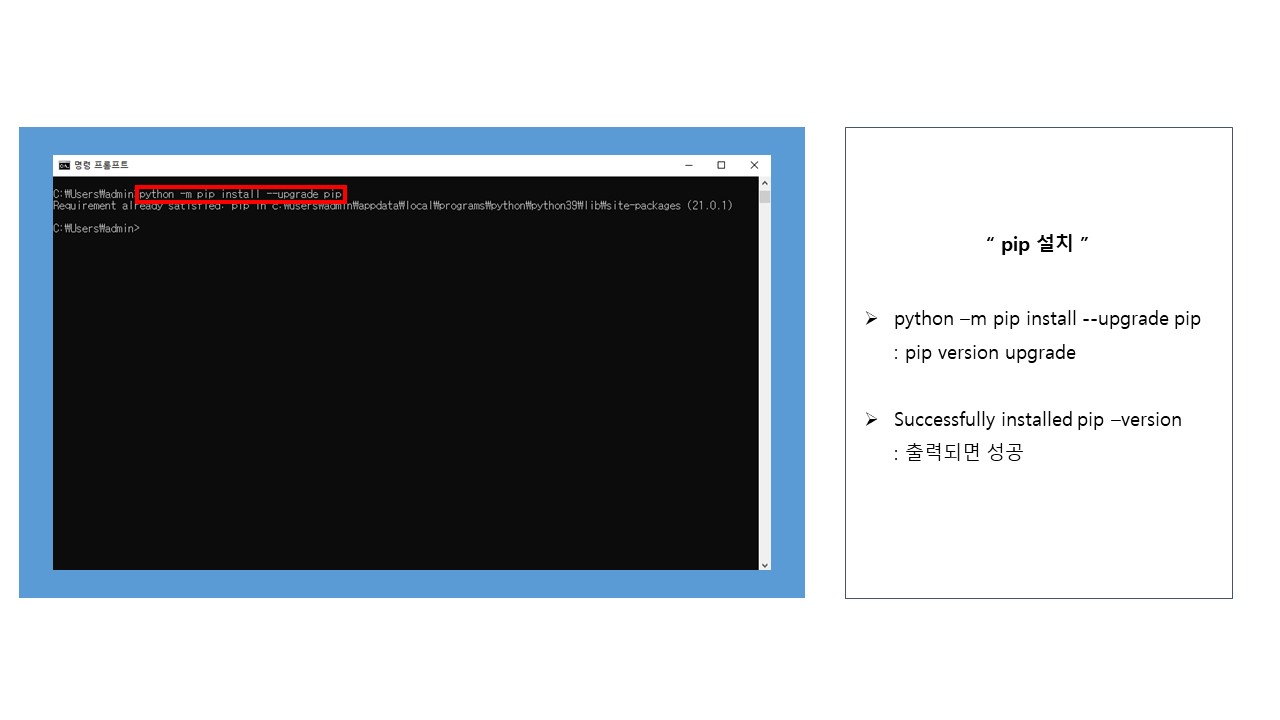 명령 프롬프트
C:\Users\admin>python -m pip install --upgrade pip
Requirement already satisfied: pip in c:\users\admin\appdata\local\programs\python\python39\lib\site-packages (21.0.1)
C:\Users\admin>
“ pip 설치 ”
➢ python –m pip install --upgrade pip
: pip version upgrade
➢ Successfully installed pip –version
: 출력되면 성공